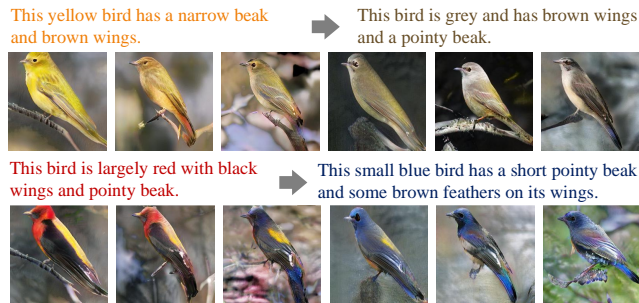 This yellow bird has a narrow beak
and brown wings.
This bird is grey and has brown wings
and a pointy beak.
This bird is largely red with black
wings and pointy beak.
This small blue bird has a short pointy beak
and some brown feathers on its wings.